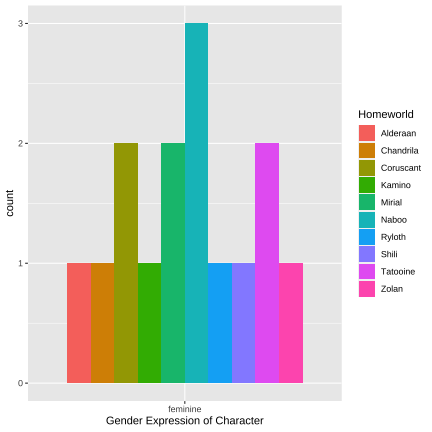 3
2
1
0
count
feminine
Gender Expression of Character
Homeworld
Alderaan
Chandrila
Coruscant
Kamino
Mirial
Naboo
Ryloth
Shili
Tatooine
Zolan